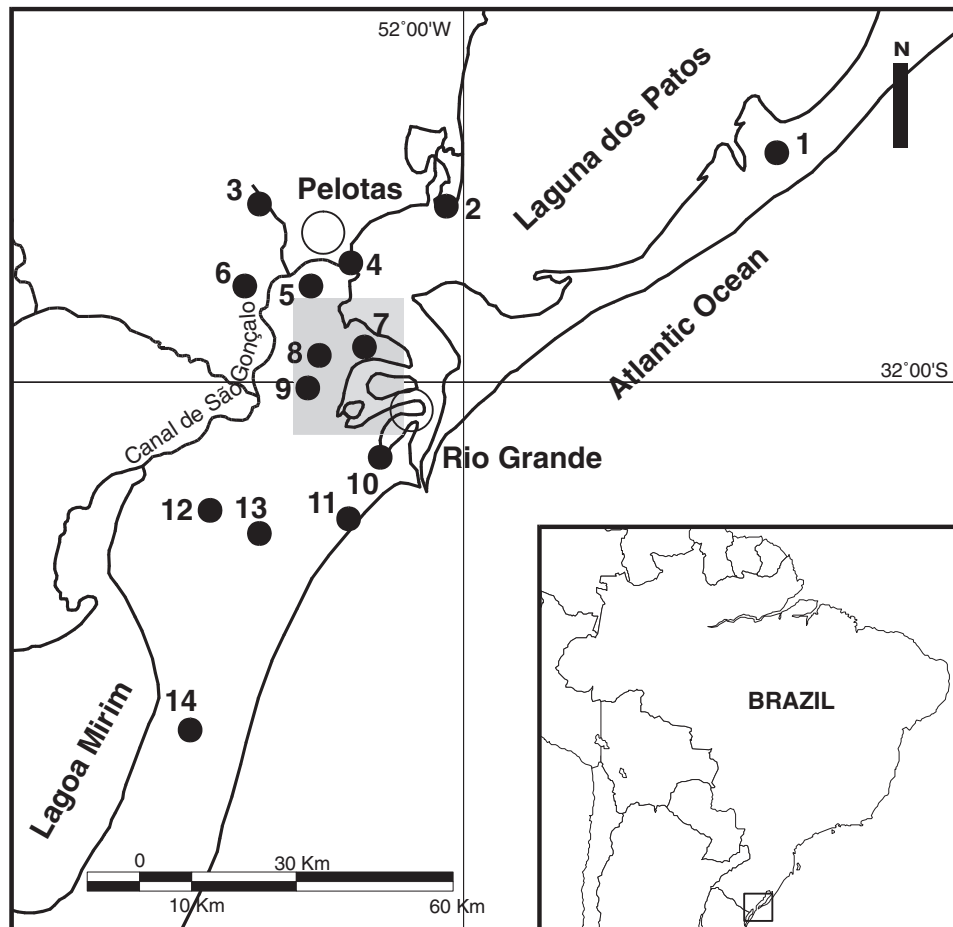 52°00'W
N
Laguna dos Patos
1
3
Pelotas
2
4
6
5
Atlantic Ocean
7
8
32°00'S
9
Canal de São Gonçalo
Rio Grande
10
12
13
11
14
BRAZIL
Lagoa Mirim
0
30 Km
10 Km
60 Km